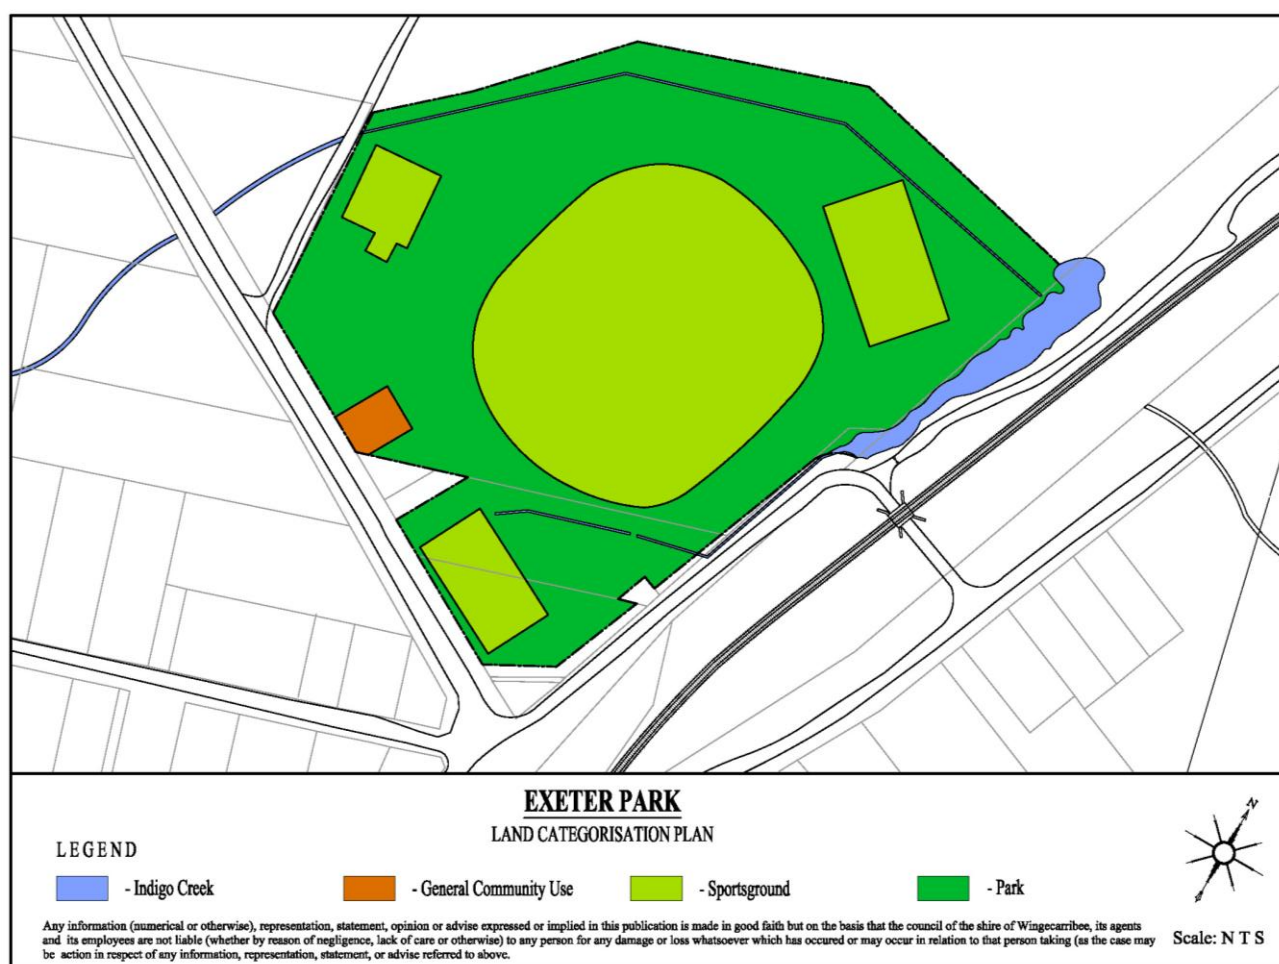 EXETER PARK
LAND CATEGORISATION PLAN
N
LEGEND
- Indigo Creek
- General Community Use
- Sportsground
- Park
Any information (numerical or otherwise), representation, statement, opinion or advise expressed or implied in this publication is made in good faith but on the basis that the council of the shire of Wingecarribee, its agents
and its employees are not liable (whether by reason of negligence, lack of care or otherwise) to any person for any damage or loss whatsoever which has occured or may occur in relation to that person taking (as the case may
be action in respect of any information, representation, statement, or advise referred to above.
Scale: N T S